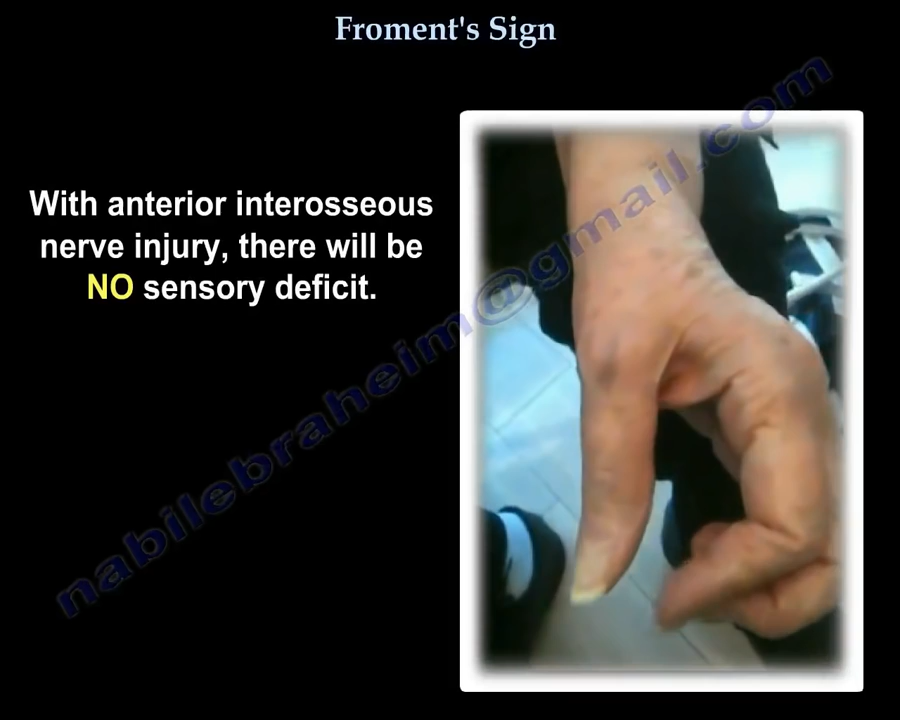 Froment's Sign
With anterior interosseous
nerve injury, there will be
NO sensory deficit.
nabilebraheim@gmail.com